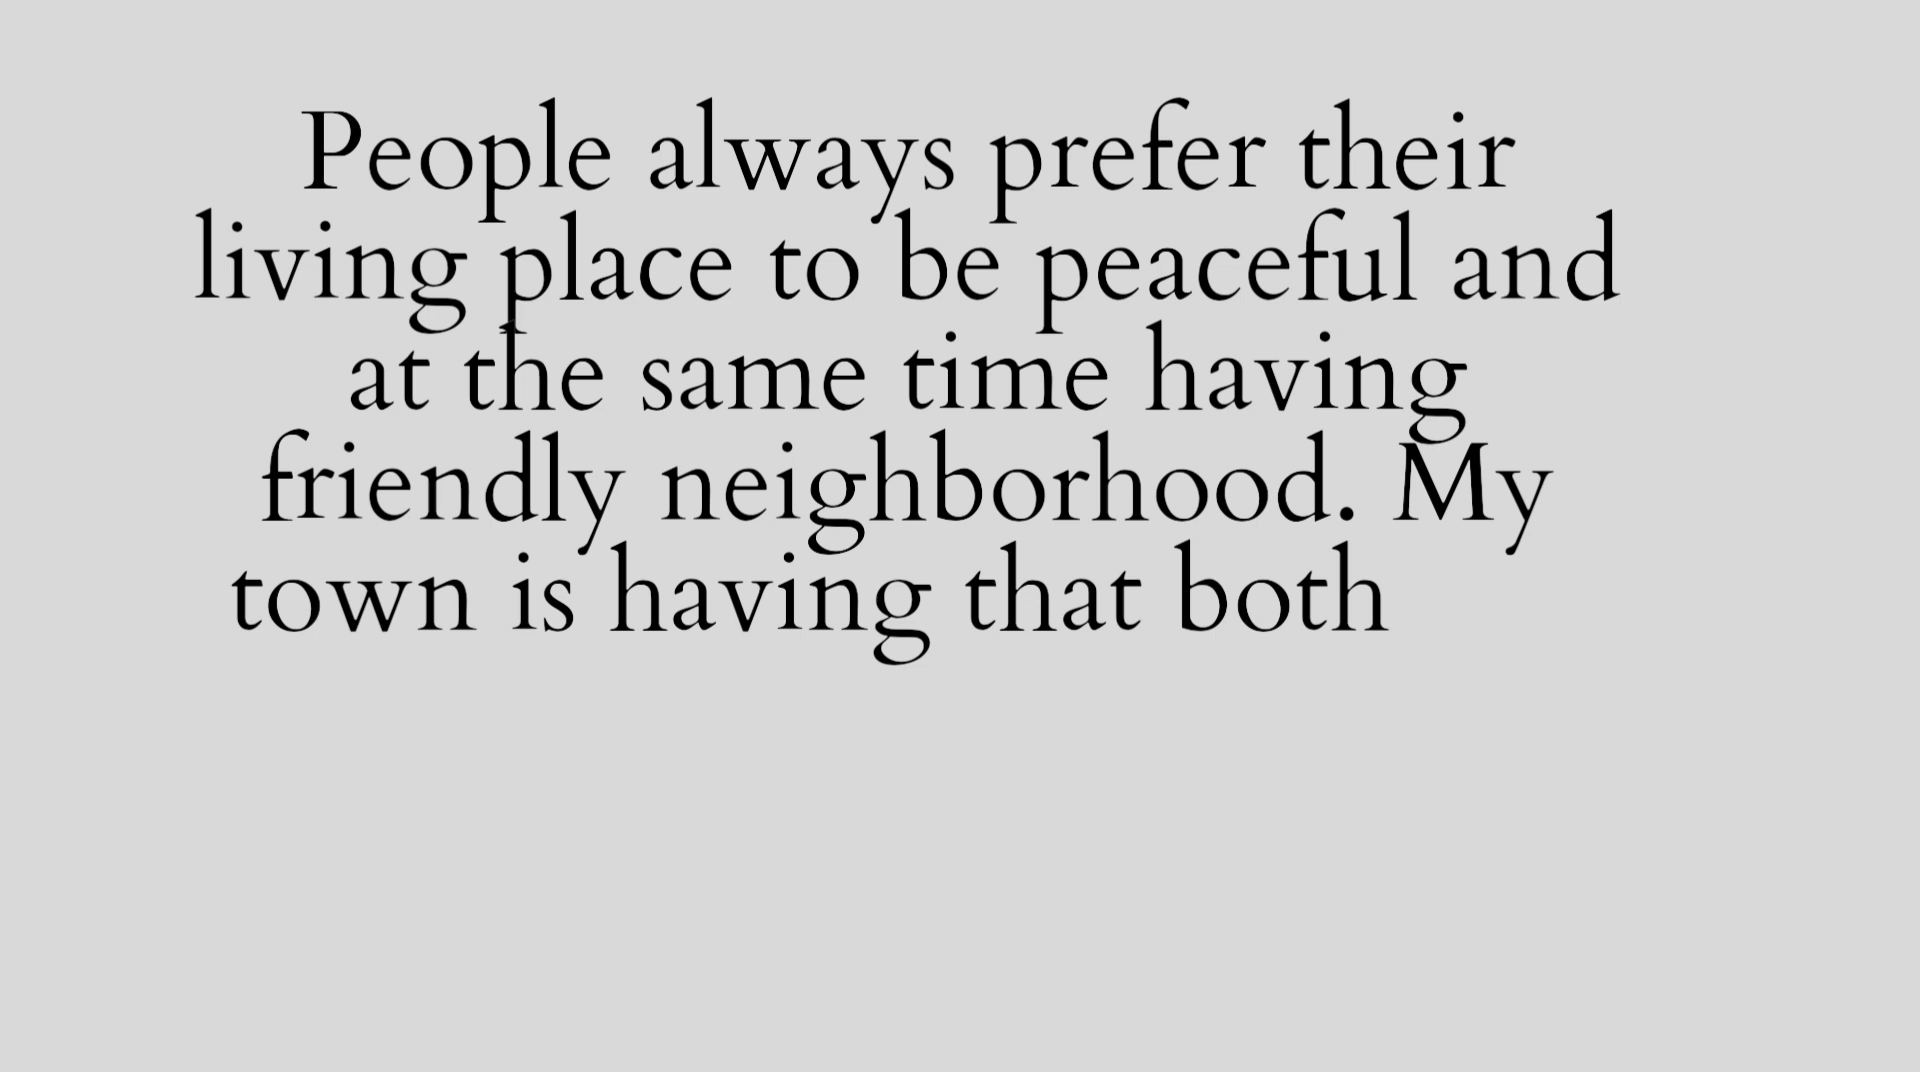 People always prefer their
living place to be peaceful and
at the same time having
friendly neighborhood. My
town is having that both